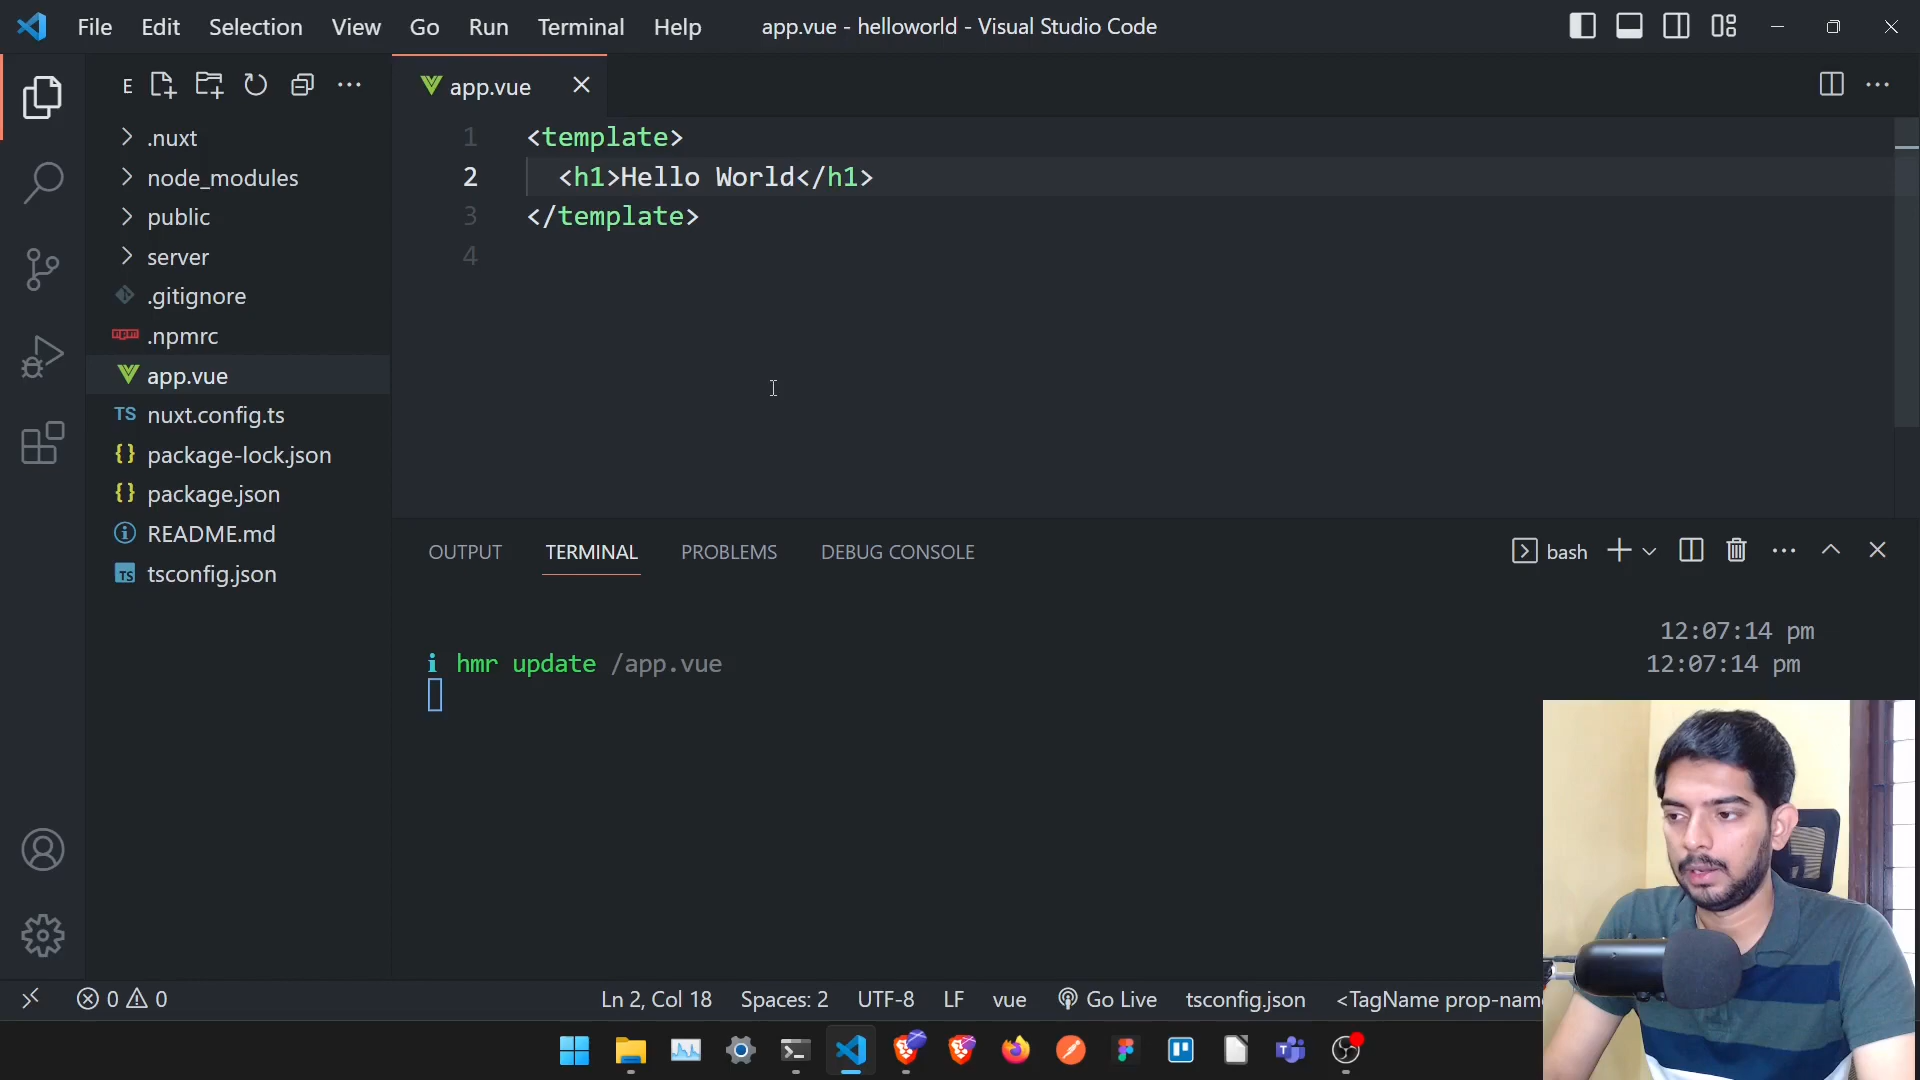 File Edit Selection View Go Run Terminal Help app.vue - helloworld - Visual Studio Code
E
app.vue
.nuxt
node_modules
public
server
.gitignore
npm .npmrc
app.vue
TS nuxt.config.ts
{} package-lock.json
{} package.json
README.md
TS tsconfig.json
1 <template>
2 <h1>Hello World</h1>
3 </template>
4
OUTPUT TERMINAL PROBLEMS DEBUG CONSOLE
bash
12:07:14 pm
i hmr update /app.vue 12:07:14 pm
0 0 Ln 2, Col 18 Spaces: 2 UTF-8 LF vue Go Live tsconfig.json <TagName prop-nam